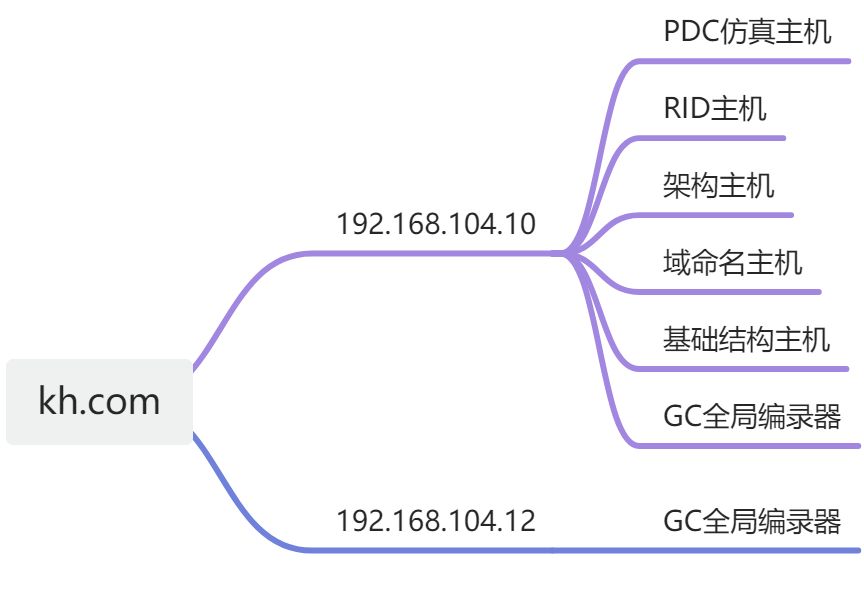 kh.com
192.168.104.10
PDC仿真主机
RID主机
架构主机
域命名主机
基础结构主机
GC全局编录器
192.168.104.12
GC全局编录器